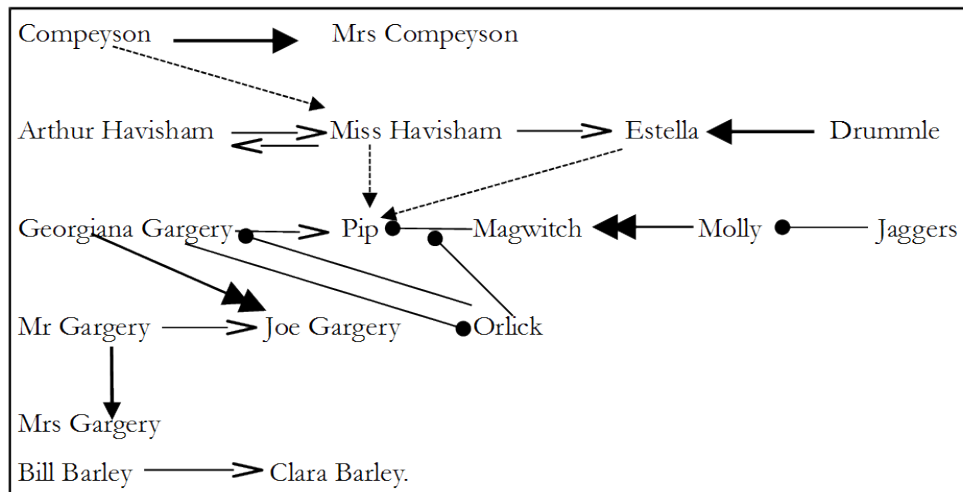 Compeyson Mrs Compeyson
Arthur Havisham Miss Havisham Estella Drummle
Georgiana Gargery Pip Magwitch Molly Jaggers
Mr Gargery Joe Gargery Orlick
Mrs Gargery
Bill Barley Clara Barley.